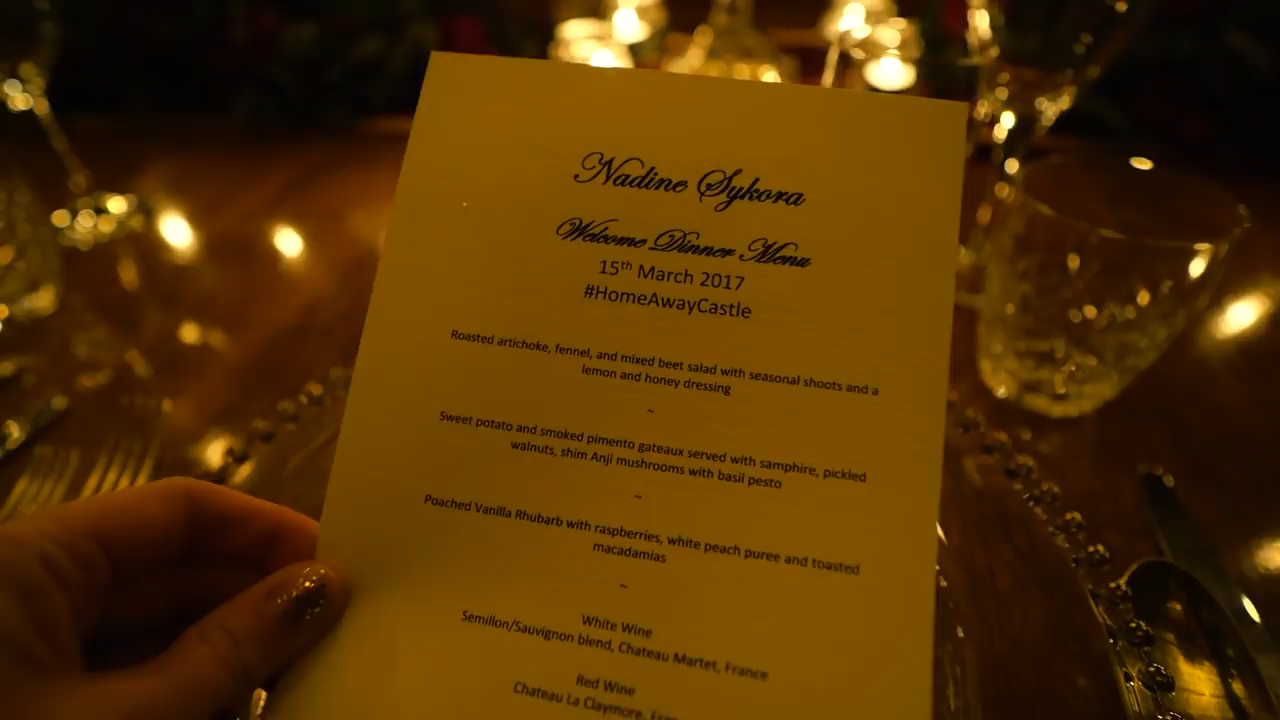 Nadine Sykora
Welcome Dinner Menu
15th March 2017
#HomeAwayCastle
Roasted artichoke, fennel, and mixed beet salad with seasonal shoots and a
lemon and honey dressing
~
Sweet potato and smoked pimento gateaux served with samphire, pickled
walnuts, shim Anji mushrooms with basil pesto
~
Poached Vanilla Rhubarb with raspberries, white peach puree and toasted
macadamias
~
White Wine
Semillon/Sauvignon blend, Chateau Martet, France
Red Wine
Chateau La Claymore,